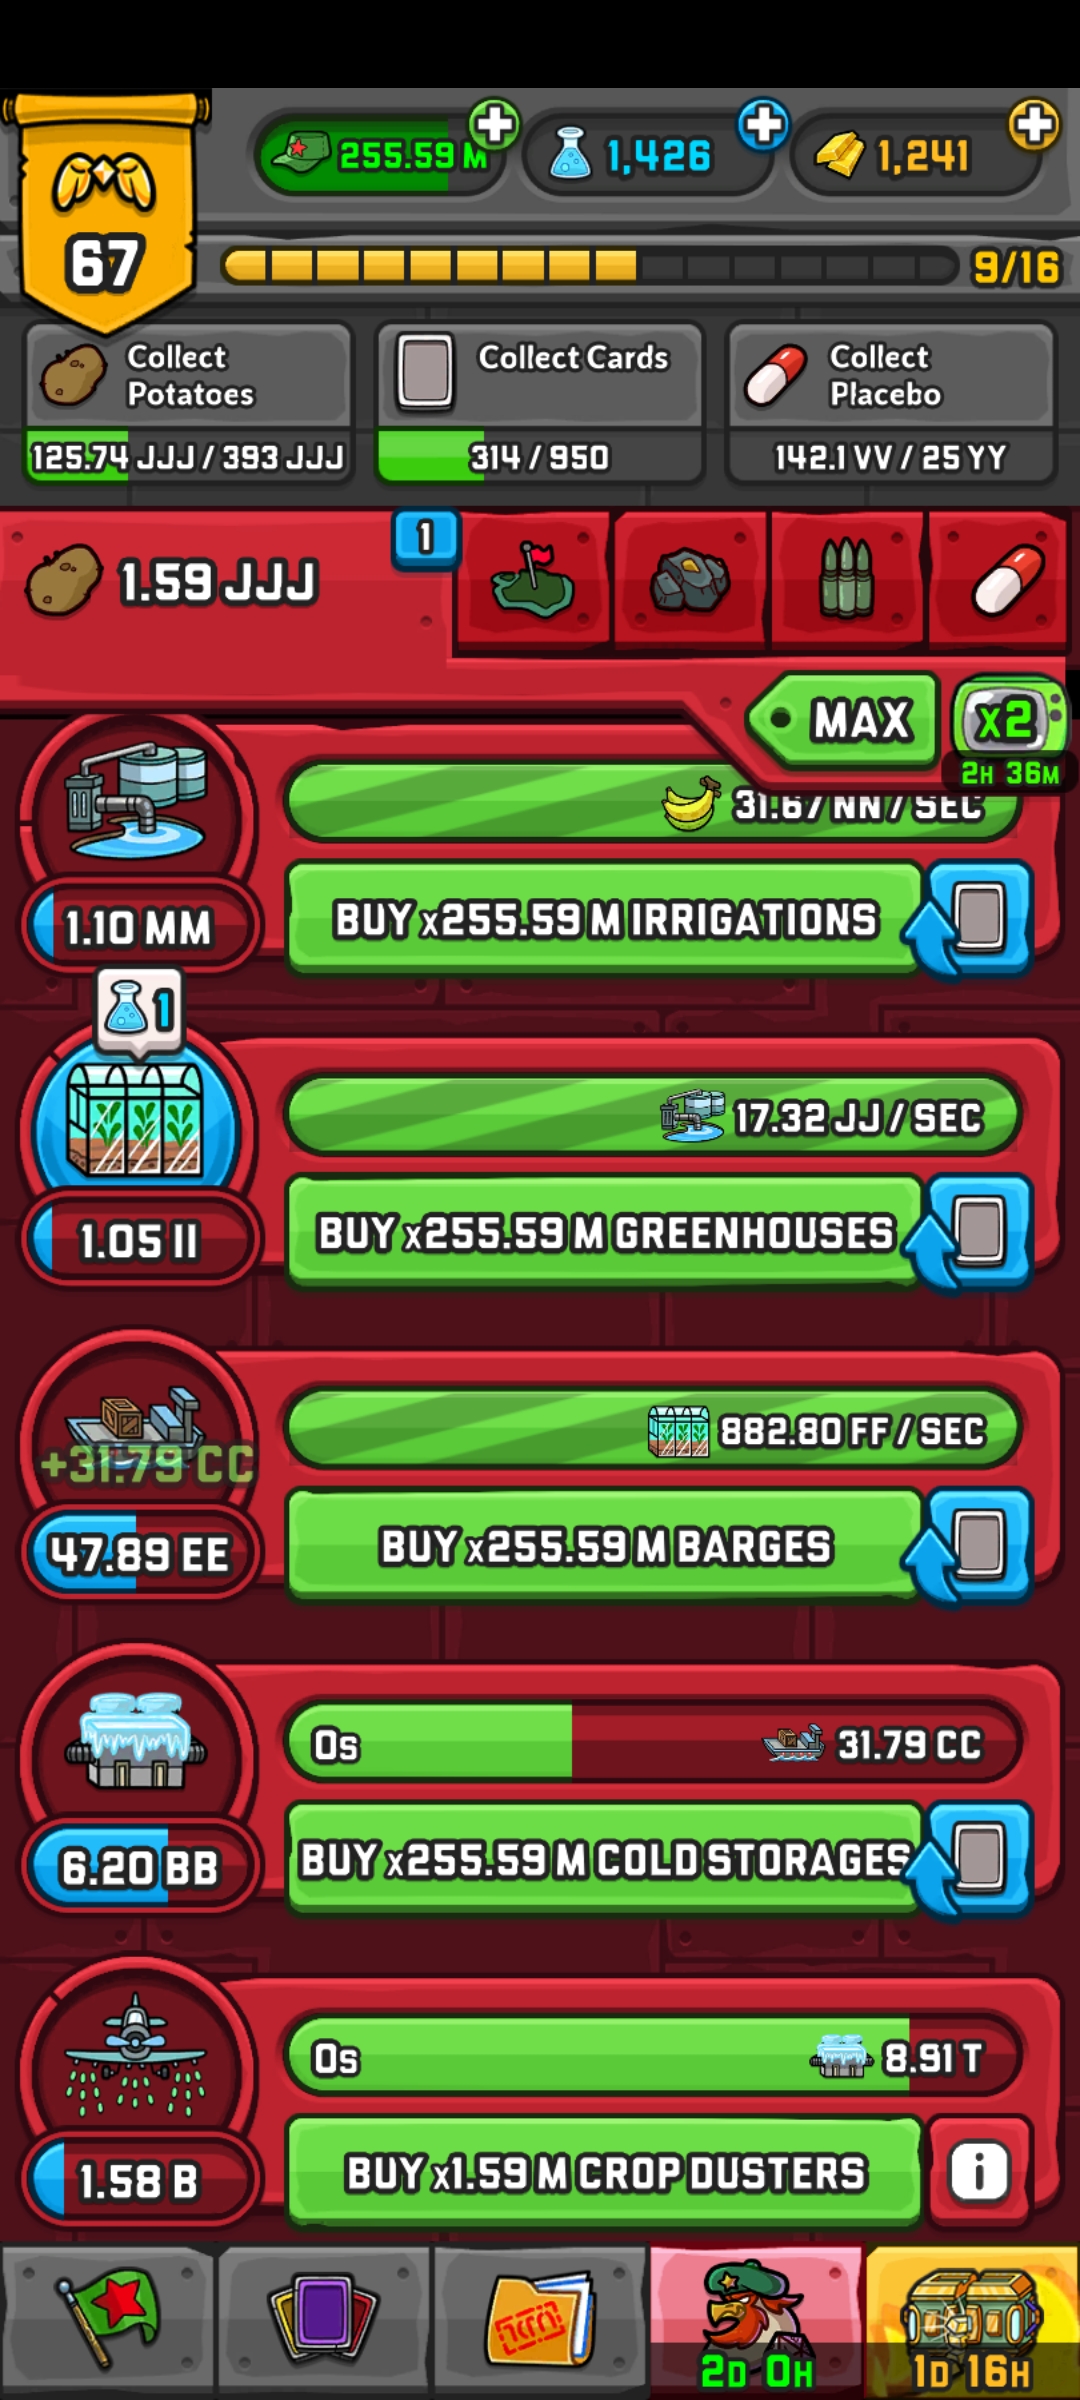 255.59 M
1,426
1,241
67
9/16
Collect
Potatoes
125.74 JJJ / 393 JJJ
Collect Cards
314 / 950
Collect
Placebo
142.1 VV / 25 YY
1.59 JJJ
1
MAX
x2
2H 36M
31.67 NN / SEC
1.10 MM
BUY x255.59 M IRRIGATIONS
1
17.32 JJ / SEC
1.05 II
BUY x255.59 M GREENHOUSES
882.80 FF / SEC
+31.79 CC
47.89 EE
BUY x255.59 M BARGES
0s
31.79 CC
6.20 BB
BUY x255.59 M COLD STORAGES
0s
8.91 T
1.58 B
BUY x1.59 M CROP DUSTERS
i
2D 0H
1D 16H